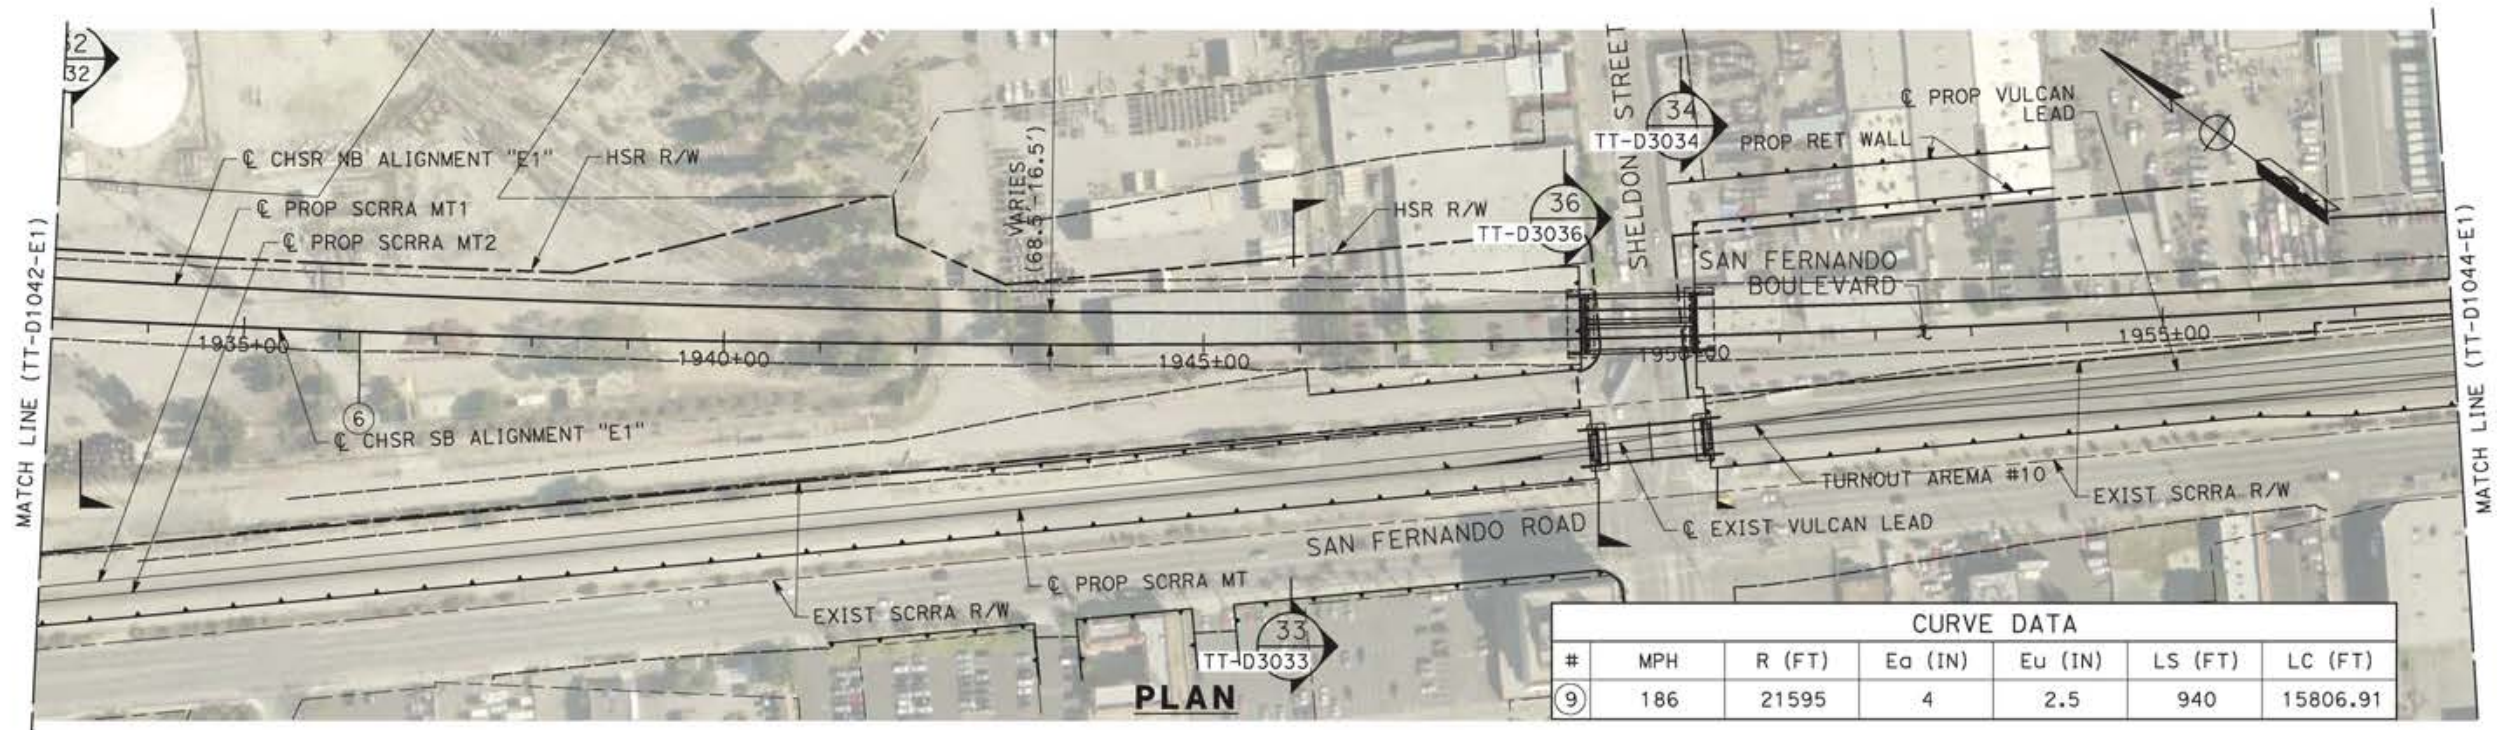 32
32
MATCH LINE (TT-D1042-E1)
℄ CHSR NB ALIGNMENT "E1"
HSR R/W
℄ PROP SCRRA MT1
℄ PROP SCRRA MT2
VARIES
(68.5'-16.5')
HSR R/W
36
TT-D3036
SHELDON STREET
34
TT-D3034
PROP RET WALL
℄ PROP VULCAN
LEAD
SAN FERNANDO
BOULEVARD
MATCH LINE (TT-D1044-E1)
1935+00
1940+00
1945+00
1950+00
1955+00
6
℄ CHSR SB ALIGNMENT "E1"
TURNOUT AREMA #10
EXIST SCRRA R/W
℄ EXIST VULCAN LEAD
SAN FERNANDO ROAD
℄ PROP SCRRA MT
EXIST SCRRA R/W
33
TT-D3033
PLAN
CURVE DATA
# MPH R (FT) Ea (IN) Eu (IN) LS (FT) LC (FT)
9 186 21595 4 2.5 940 15806.91